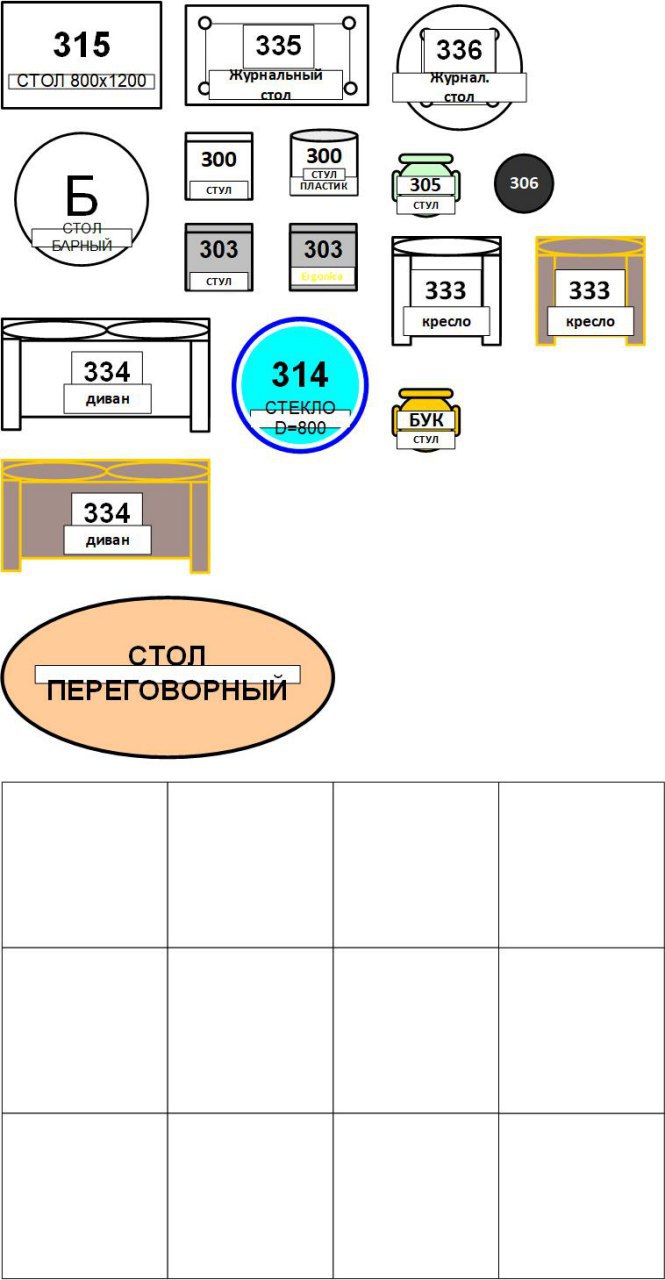 315
СТОЛ 800x1200
335
Журнальный
стол
336
Журнал.
стол
Б
СТОЛ
БАРНЫЙ
300
СТУЛ
300
СТУЛ
ПЛАСТИК
305
СТУЛ
306
303
СТУЛ
303
333
кресло
333
кресло
334
диван
314
СТЕКЛО
D=800
БУК
СТУЛ
334
диван
СТОЛ
ПЕРЕГОВОРНЫЙ